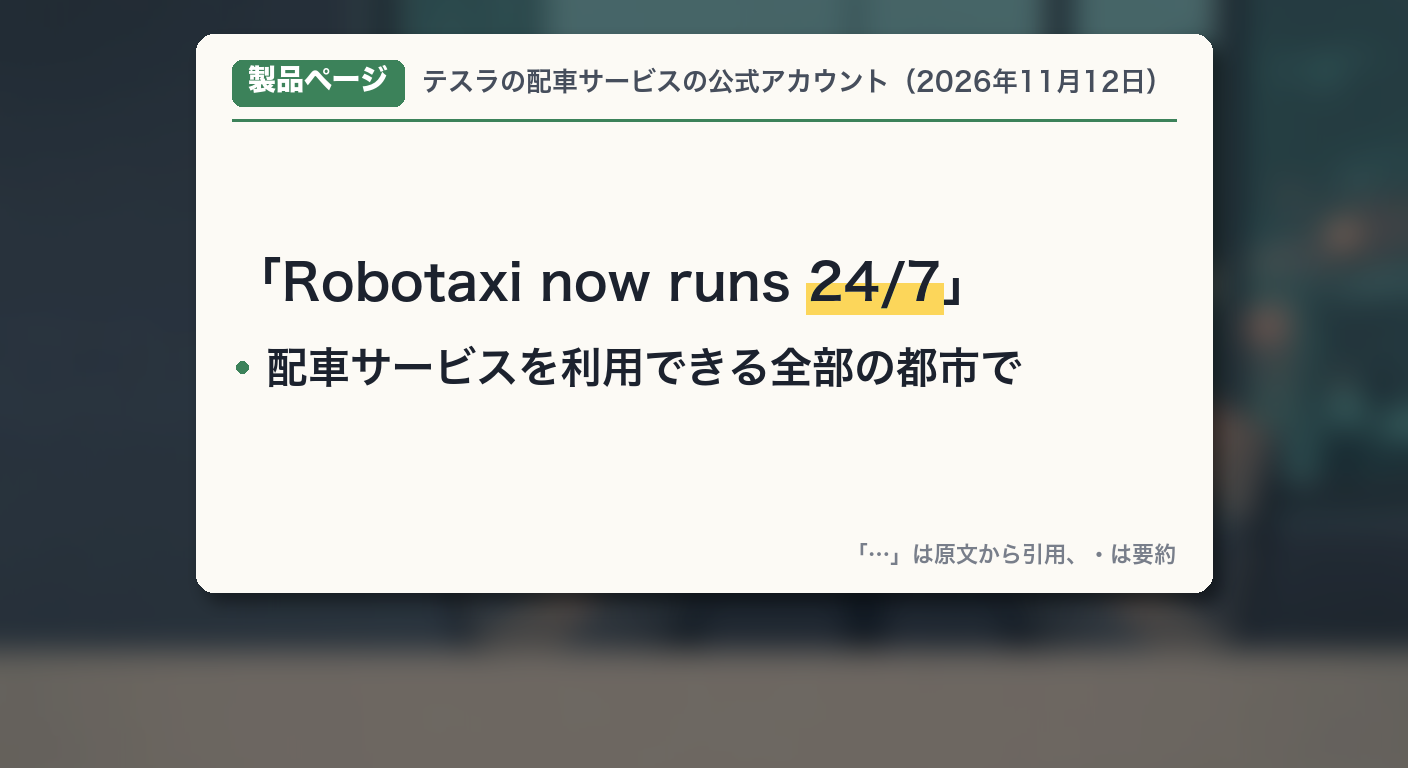 製品ページ テスラの配車サービスの公式アカウント（2026年11月12日）
「Robotaxi now runs 24/7」
• 配車サービスを利用できる全部の都市で
「…」は原文から引用、・は要約